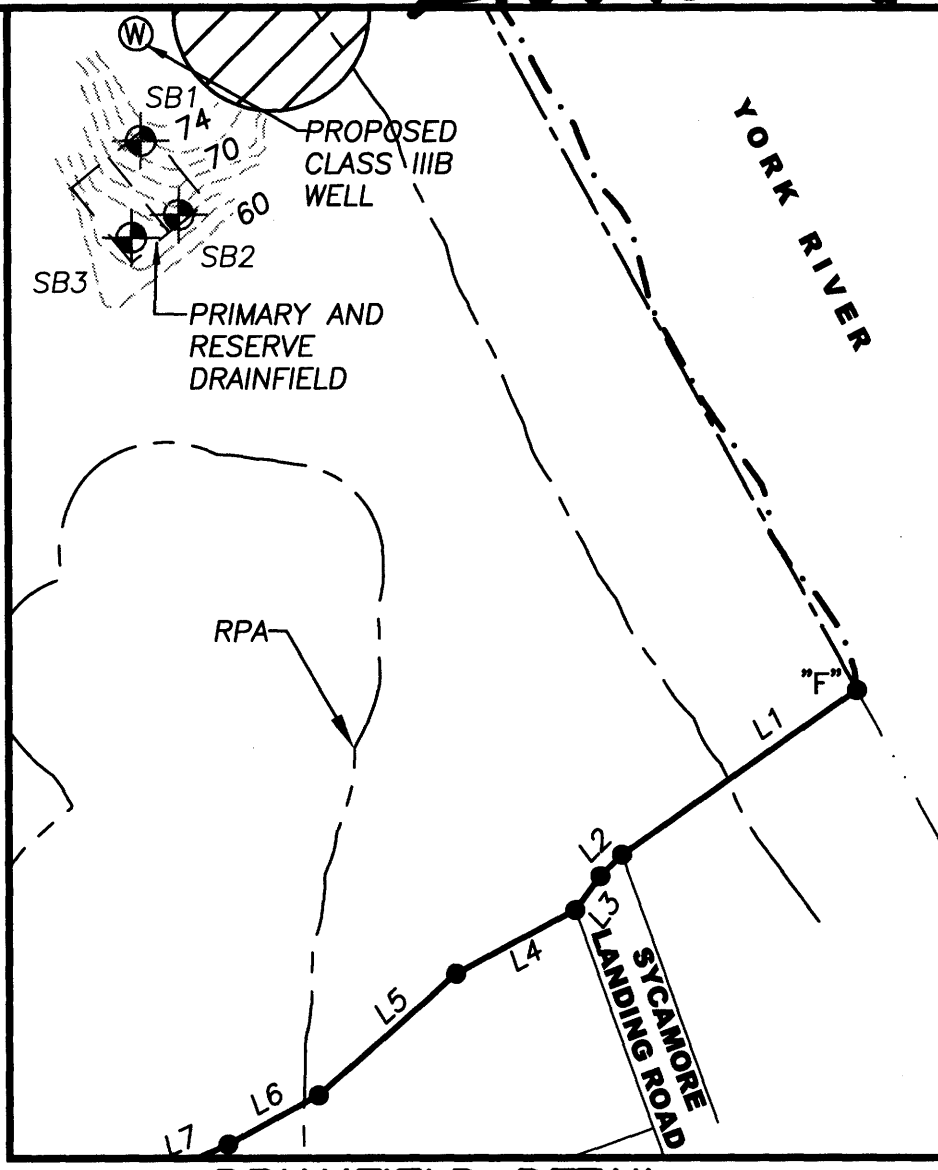 W
SB1
74
70
60
SB2
SB3
PROPOSED
CLASS IIIB
WELL
PRIMARY AND
RESERVE
DRAINFIELD
YORK RIVER
RPA
"F"
L1
L2
L3
L4
L5
L6
L7
SYCAMORE
LANDING ROAD